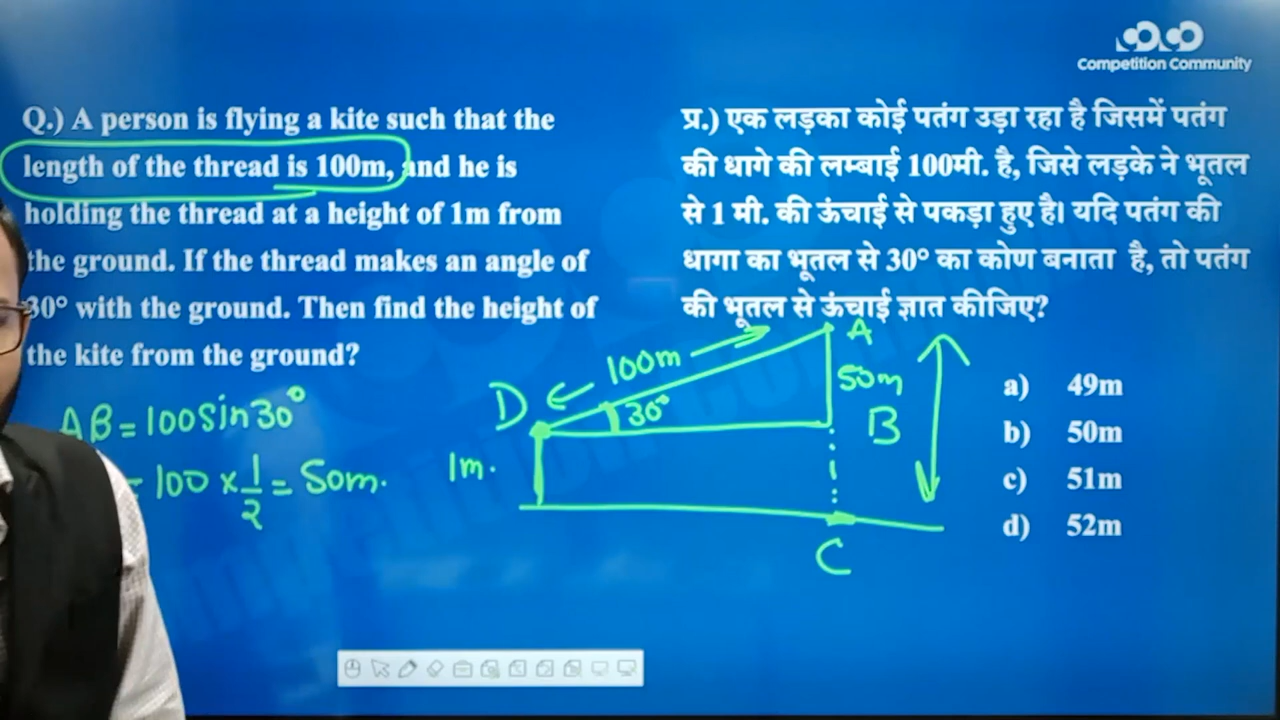 Competition Community
Q.) A person is flying a kite such that the
length of the thread is 100m, and he is
holding the thread at a height of 1m from
the ground. If the thread makes an angle of
30° with the ground. Then find the height of
the kite from the ground?
प्र.) एक लड़का कोई पतंग उड़ा रहा है जिसमें पतंग
की धागे की लम्बाई 100मी. है, जिसे लड़के ने भूतल
से 1 मी. की ऊंचाई से पकड़ा हुए है। यदि पतंग की
धागा का भूतल से 30° का कोण बनाता है, तो पतंग
की भूतल से ऊंचाई ज्ञात कीजिए?
AB = 100 sin 30°
= 100 × 1/2 = 50m.
D
100m
A
30°
50m
B
1m.
C
a) 49m
b) 50m
c) 51m
d) 52m